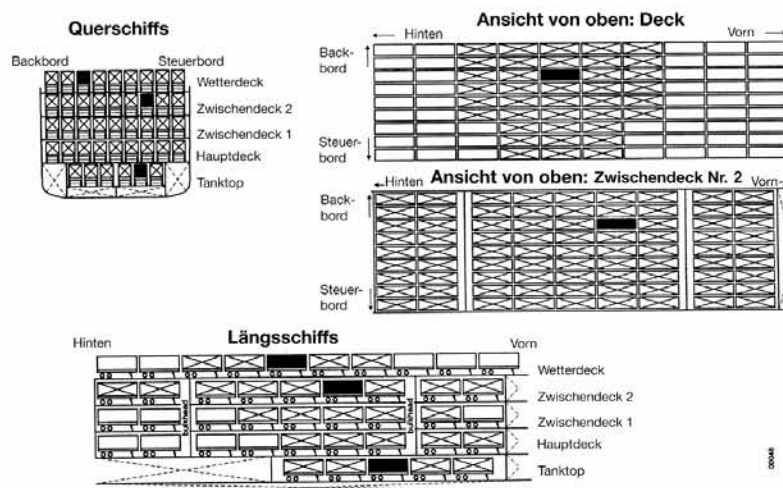 Querschiffs
Backbord Steuerbord
Wetterdeck
Zwischendeck 2
Zwischendeck 1
Hauptdeck
Tanktop
Ansicht von oben: Deck
Hinten Vorn
Back-
bord
Steuer-
bord
Ansicht von oben: Zwischendeck Nr. 2
Hinten Vorn
Back-
bord
Steuer-
bord
Längsschiffs
Hinten Vorn
Wetterdeck
Zwischendeck 2
Zwischendeck 1
Hauptdeck
Tanktop
bulkhead
bulkhead